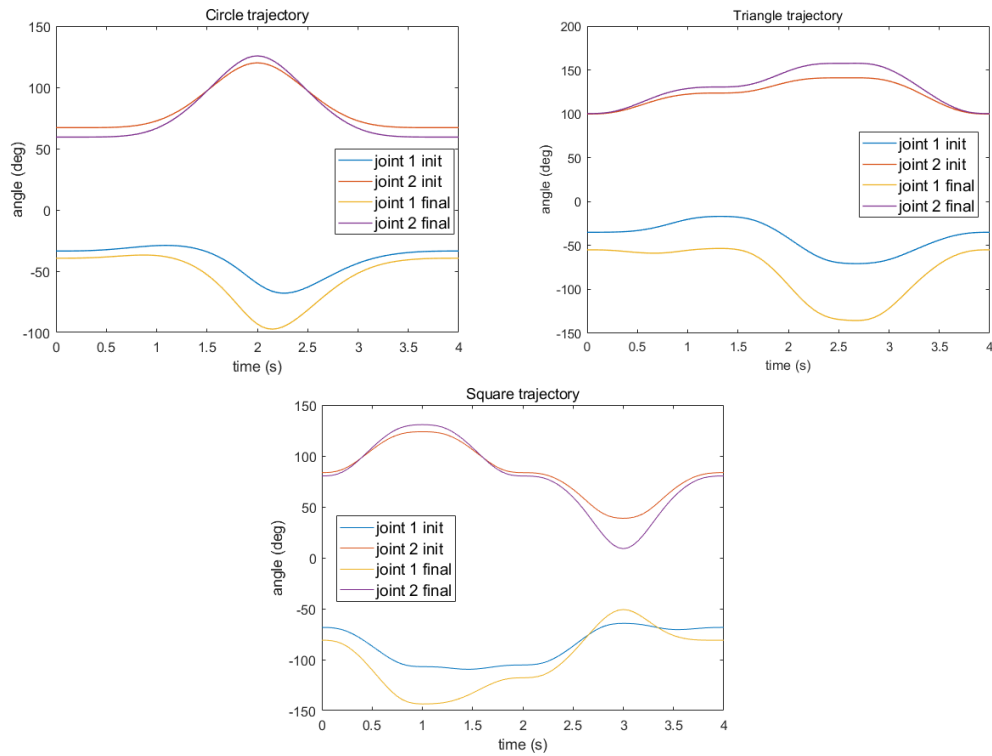 Circle trajectory
150
100
50
0
-50
-100
angle (deg)
joint 1 init
joint 2 init
joint 1 final
joint 2 final
0 0.5 1 1.5 2 2.5 3 3.5 4
time (s)
Triangle trajectory
200
150
100
50
0
-50
-100
-150
angle (deg)
joint 1 init
joint 2 init
joint 1 final
joint 2 final
0 0.5 1 1.5 2 2.5 3 3.5 4
time (s)
Square trajectory
150
100
50
0
-50
-100
-150
angle (deg)
joint 1 init
joint 2 init
joint 1 final
joint 2 final
0 0.5 1 1.5 2 2.5 3 3.5 4
time (s)